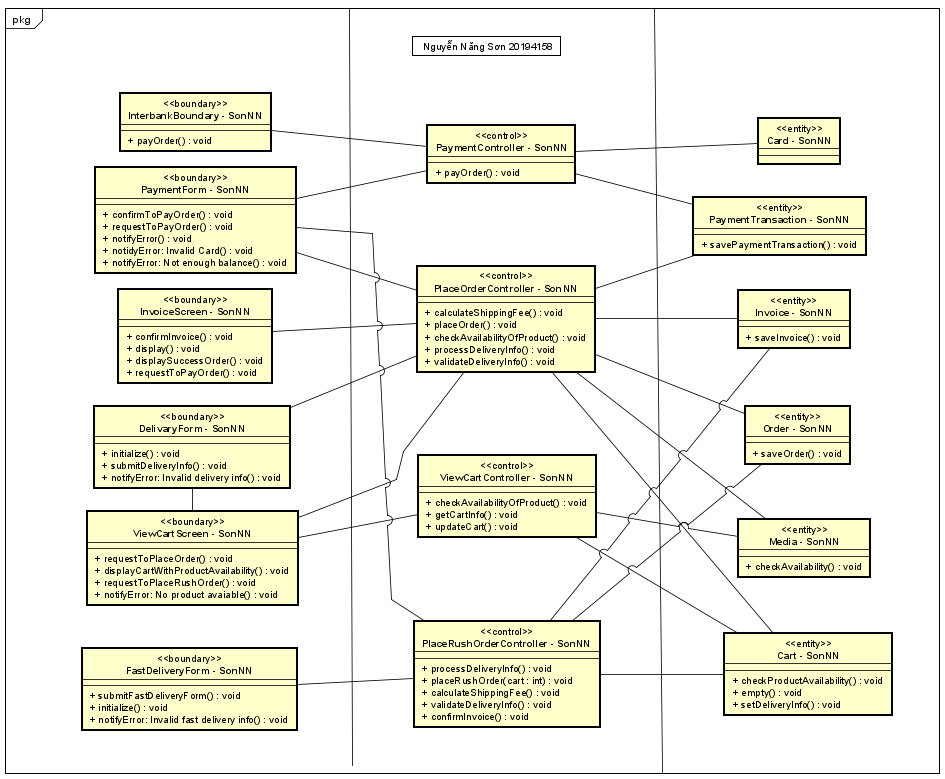 pkg
Nguyễn Năng Sơn 20194158
<<boundary>>
InterbankBoundary - SonNN
+ payOrder() : void
<<boundary>>
PaymentForm - SonNN
+ confirmToPayOrder() : void
+ requestToPayOrder() : void
+ notifyError() : void
+ notidyError: Invalid Card() : void
+ notifyError: Not enough balance() : void
<<boundary>>
InvoiceScreen - SonNN
+ confirmInvoice() : void
+ display() : void
+ displaySuccessOrder() : void
+ requestToPayOrder() : void
<<boundary>>
DelivaryForm - SonNN
+ initialize() : void
+ submitDeliveryInfo() : void
+ notifyError: Invalid delivery info() : void
<<boundary>>
ViewCartScreen - SonNN
+ requestToPlaceOrder() : void
+ displayCartWithProductAvailability() : void
+ requestToPlaceRushOrder() : void
+ notifyError: No product avaiable() : void
<<boundary>>
FastDeliveryForm - SonNN
+ submitFastDeliveryForm() : void
+ initialize() : void
+ notifyError: Invalid fast delivery info() : void
<<control>>
PaymentController - SonNN
+ payOrder() : void
<<control>>
PlaceOrderController - SonNN
+ calculateShippingFee() : void
+ placeOrder() : void
+ checkAvailabilityOfProduct() : void
+ processDeliveryInfo() : void
+ validateDeliveryInfo() : void
<<control>>
ViewCartController - SonNN
+ checkAvailabilityOfProduct() : void
+ getCartInfo() : void
+ updateCart() : void
<<control>>
PlaceRushOrderController - SonNN
+ processDeliveryInfo() : void
+ placeRushOrder(cart : int) : void
+ calculateShippingFee() : void
+ validateDeliveryInfo() : void
+ confirmInvoice() : void
<<entity>>
Card - SonNN
<<entity>>
PaymentTransaction - SonNN
+ savePaymentTransaction() : void
<<entity>>
Invoice - SonNN
+ saveInvoice() : void
<<entity>>
Order - SonNN
+ saveOrder() : void
<<entity>>
Media - SonNN
+ checkAvailability() : void
<<entity>>
Cart - SonNN
+ checkProductAvailability() : void
+ empty() : void
+ setDeliveryInfo() : void